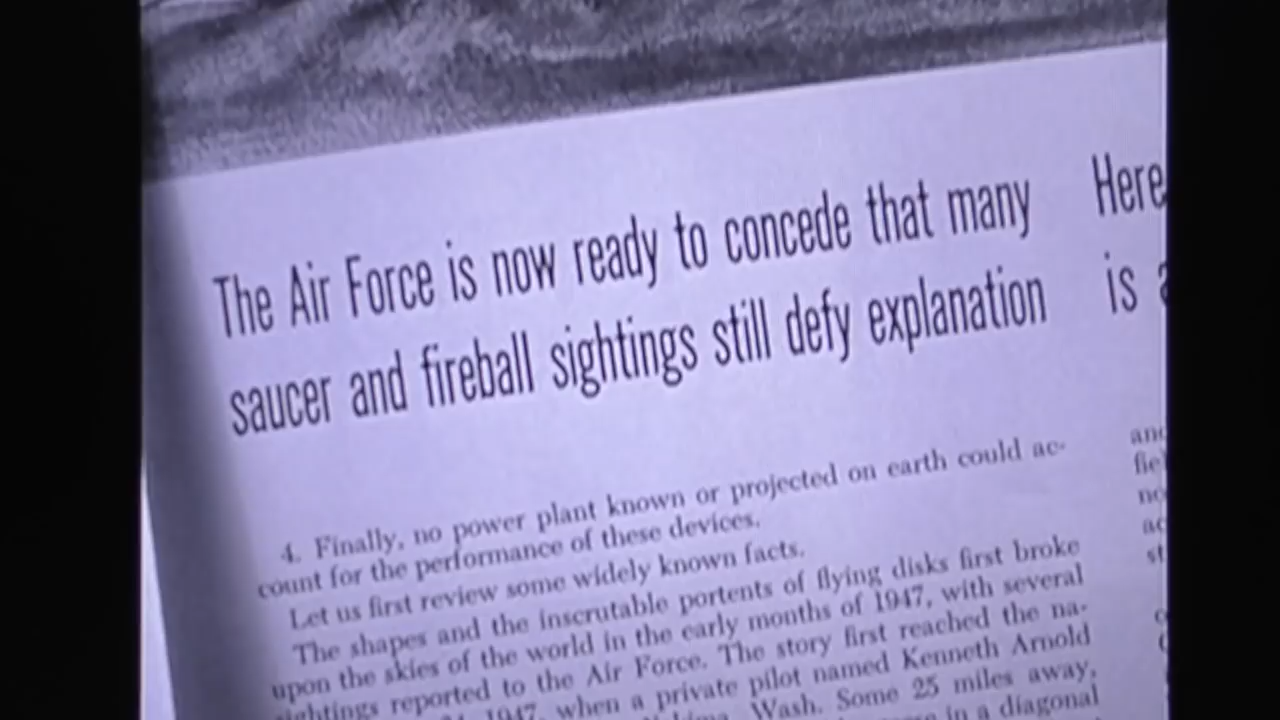 The Air Force is now ready to concede that many
saucer and fireball sightings still defy explanation
4. Finally, no power plant known or projected on earth could ac-
count for the performance of these devices.
Let us first review some widely known facts.
The shapes and the inscrutable portents of flying disks first broke
upon the skies of the world in the early months of 1947, with several
sightings reported to the Air Force. The story first reached the na-
1947, when a private pilot named Kenneth Arnold
Wash. Some 25 miles away,
in a diagonal
Here
is
and
no
ac
st